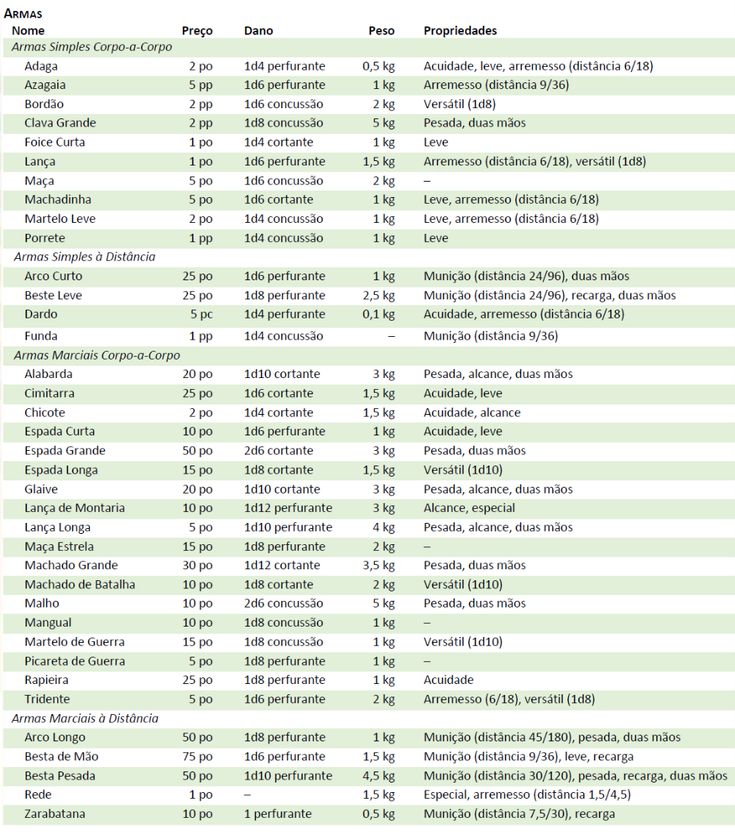 ARMAS
Nome Preço Dano Peso Propriedades
Armas Simples Corpo-a-Corpo
Adaga 2 po 1d4 perfurante 0,5 kg Acuidade, leve, arremesso (distância 6/18)
Azagaia 5 pp 1d6 perfurante 1 kg Arremesso (distância 9/36)
Bordão 2 pp 1d6 concussão 2 kg Versátil (1d8)
Clava Grande 2 pp 1d8 concussão 5 kg Pesada, duas mãos
Foice Curta 1 po 1d4 cortante 1 kg Leve
Lança 1 po 1d6 perfurante 1,5 kg Arremesso (distância 6/18), versátil (1d8)
Maça 5 po 1d6 concussão 2 kg –
Machadinha 5 po 1d6 cortante 1 kg Leve, arremesso (distância 6/18)
Martelo Leve 2 po 1d4 concussão 1 kg Leve, arremesso (distância 6/18)
Porrete 1 pp 1d4 concussão 1 kg Leve
Armas Simples à Distância
Arco Curto 25 po 1d6 perfurante 1 kg Munição (distância 24/96), duas mãos
Beste Leve 25 po 1d8 perfurante 2,5 kg Munição (distância 24/96), recarga, duas mãos
Dardo 5 pc 1d4 perfurante 0,1 kg Acuidade, arremesso (distância 6/18)
Funda 1 pp 1d4 concussão – Munição (distância 9/36)
Armas Marciais Corpo-a-Corpo
Alabarda 20 po 1d10 cortante 3 kg Pesada, alcance, duas mãos
Cimitarra 25 po 1d6 cortante 1,5 kg Acuidade, leve
Chicote 2 po 1d4 cortante 1,5 kg Acuidade, alcance
Espada Curta 10 po 1d6 perfurante 1 kg Acuidade, leve
Espada Grande 50 po 2d6 cortante 3 kg Pesada, duas mãos
Espada Longa 15 po 1d8 cortante 1,5 kg Versátil (1d10)
Glaive 20 po 1d10 cortante 3 kg Pesada, alcance, duas mãos
Lança de Montaria 10 po 1d12 perfurante 3 kg Alcance, especial
Lança Longa 5 po 1d10 perfurante 4 kg Pesada, alcance, duas mãos
Maça Estrela 15 po 1d8 perfurante 2 kg –
Machado Grande 30 po 1d12 cortante 3,5 kg Pesada, duas mãos
Machado de Batalha 10 po 1d8 cortante 2 kg Versátil (1d10)
Malho 10 po 2d6 concussão 5 kg Pesada, duas mãos
Mangual 10 po 1d8 concussão 1 kg –
Martelo de Guerra 15 po 1d8 concussão 1 kg Versátil (1d10)
Picareta de Guerra 5 po 1d8 perfurante 1 kg –
Rapieira 25 po 1d8 perfurante 1 kg Acuidade
Tridente 5 po 1d6 perfurante 2 kg Arremesso (6/18), versátil (1d8)
Armas Marciais à Distância
Arco Longo 50 po 1d8 perfurante 1 kg Munição (distância 45/180), pesada, duas mãos
Besta de Mão 75 po 1d6 perfurante 1,5 kg Munição (distância 9/36), leve, recarga
Besta Pesada 50 po 1d10 perfurante 4,5 kg Munição (distância 30/120), pesada, recarga, duas mãos
Rede 1 po – 1,5 kg Especial, arremesso (distância 1,5/4,5)
Zarabatana 10 po 1 perfurante 0,5 kg Munição (distância 7,5/30), recarga